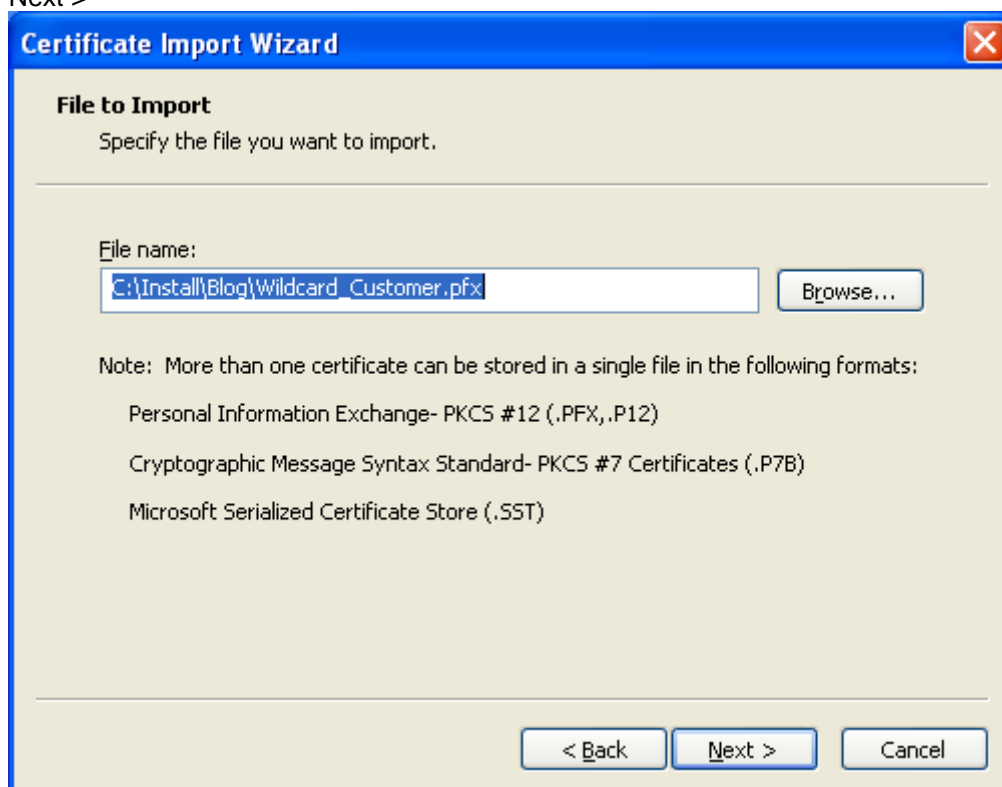 Next >
Certificate Import Wizard
File to Import
Specify the file you want to import.
File name:
C:\Install\Blog\Wildcard_Customer.pfx
Browse...
Note:  More than one certificate can be stored in a single file in the following formats:
Personal Information Exchange- PKCS #12 (.PFX,.P12)
Cryptographic Message Syntax Standard- PKCS #7 Certificates (.P7B)
Microsoft Serialized Certificate Store (.SST)
< Back Next > Cancel